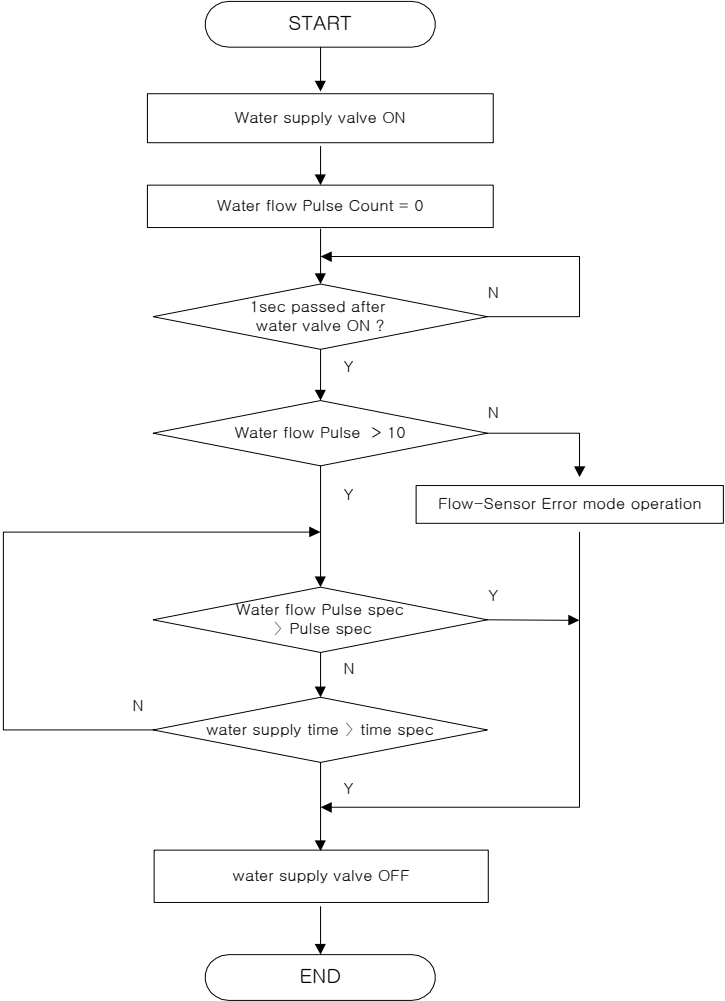 START
Water supply valve ON
Water flow Pulse Count = 0
1sec passed after
water valve ON ?
N
Y
Water flow Pulse > 10
N
Y
Flow-Sensor Error mode operation
Water flow Pulse spec
> Pulse spec
Y
N
water supply time > time spec
N
Y
water supply valve OFF
END